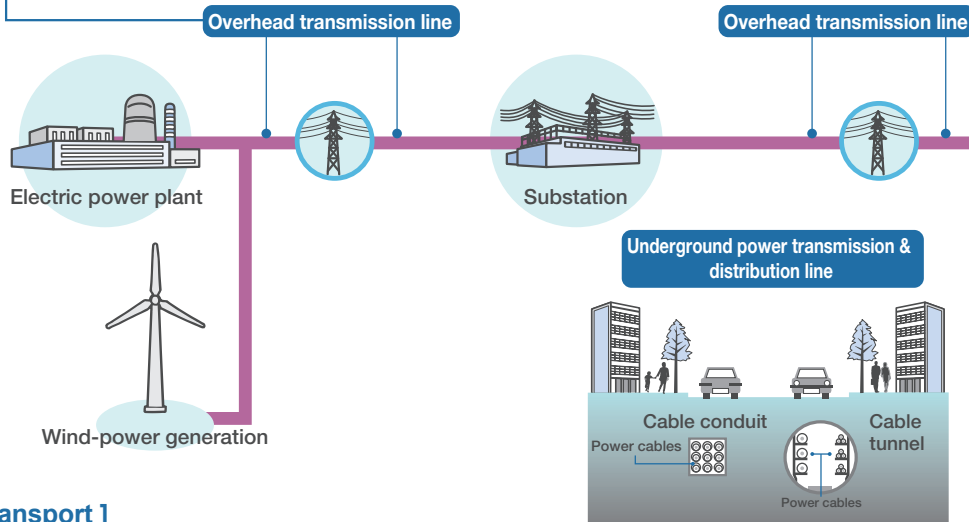 Overhead transmission line
Overhead transmission line
Electric power plant
Substation
Underground power transmission &
distribution line
Wind-power generation
Cable conduit
Power cables
Cable
tunnel
Power cables
ansport 1